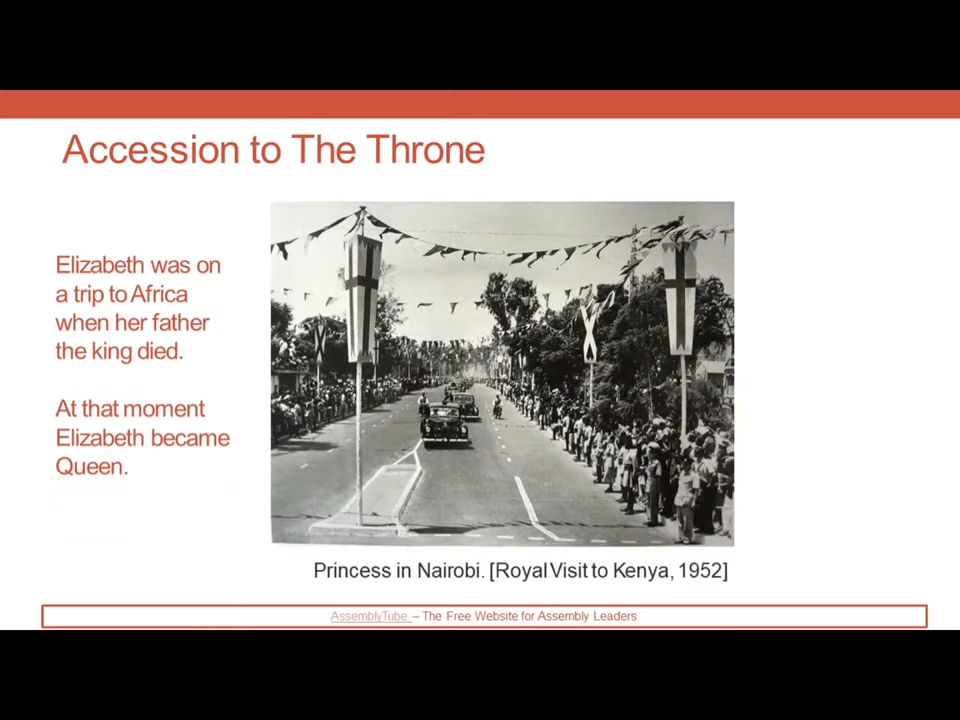 Accession to The Throne
Elizabeth was on
a trip to Africa
when her father
the king died.
At that moment
Elizabeth became
Queen.
Princess in Nairobi. [Royal Visit to Kenya, 1952]
AssemblyTube – The Free Website for Assembly Leaders